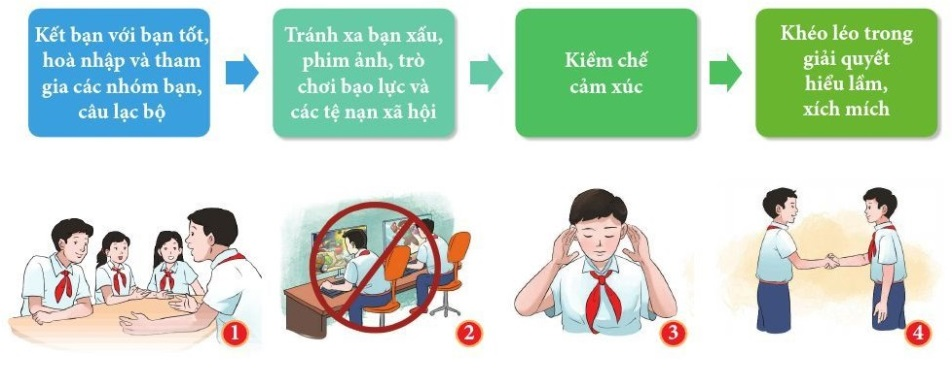 Kết bạn với bạn tốt,
hoà nhập và tham
gia các nhóm bạn,
câu lạc bộ
Tránh xa bạn xấu,
phim ảnh, trò
chơi bạo lực và
các tệ nạn xã hội
Kiềm chế
cảm xúc
Khéo léo trong
giải quyết
hiểu lầm,
xích mích
1
2
3
4